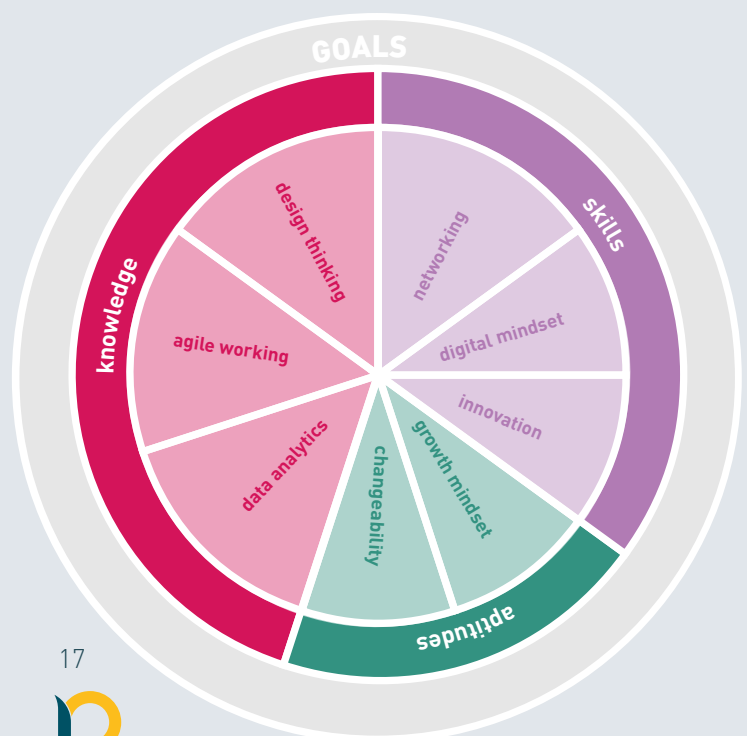 GOALS
skills
networking
digital mindset
innovation
aptitudes
growth mindset
changeability
knowledge
data analytics
agile working
design thinking
17